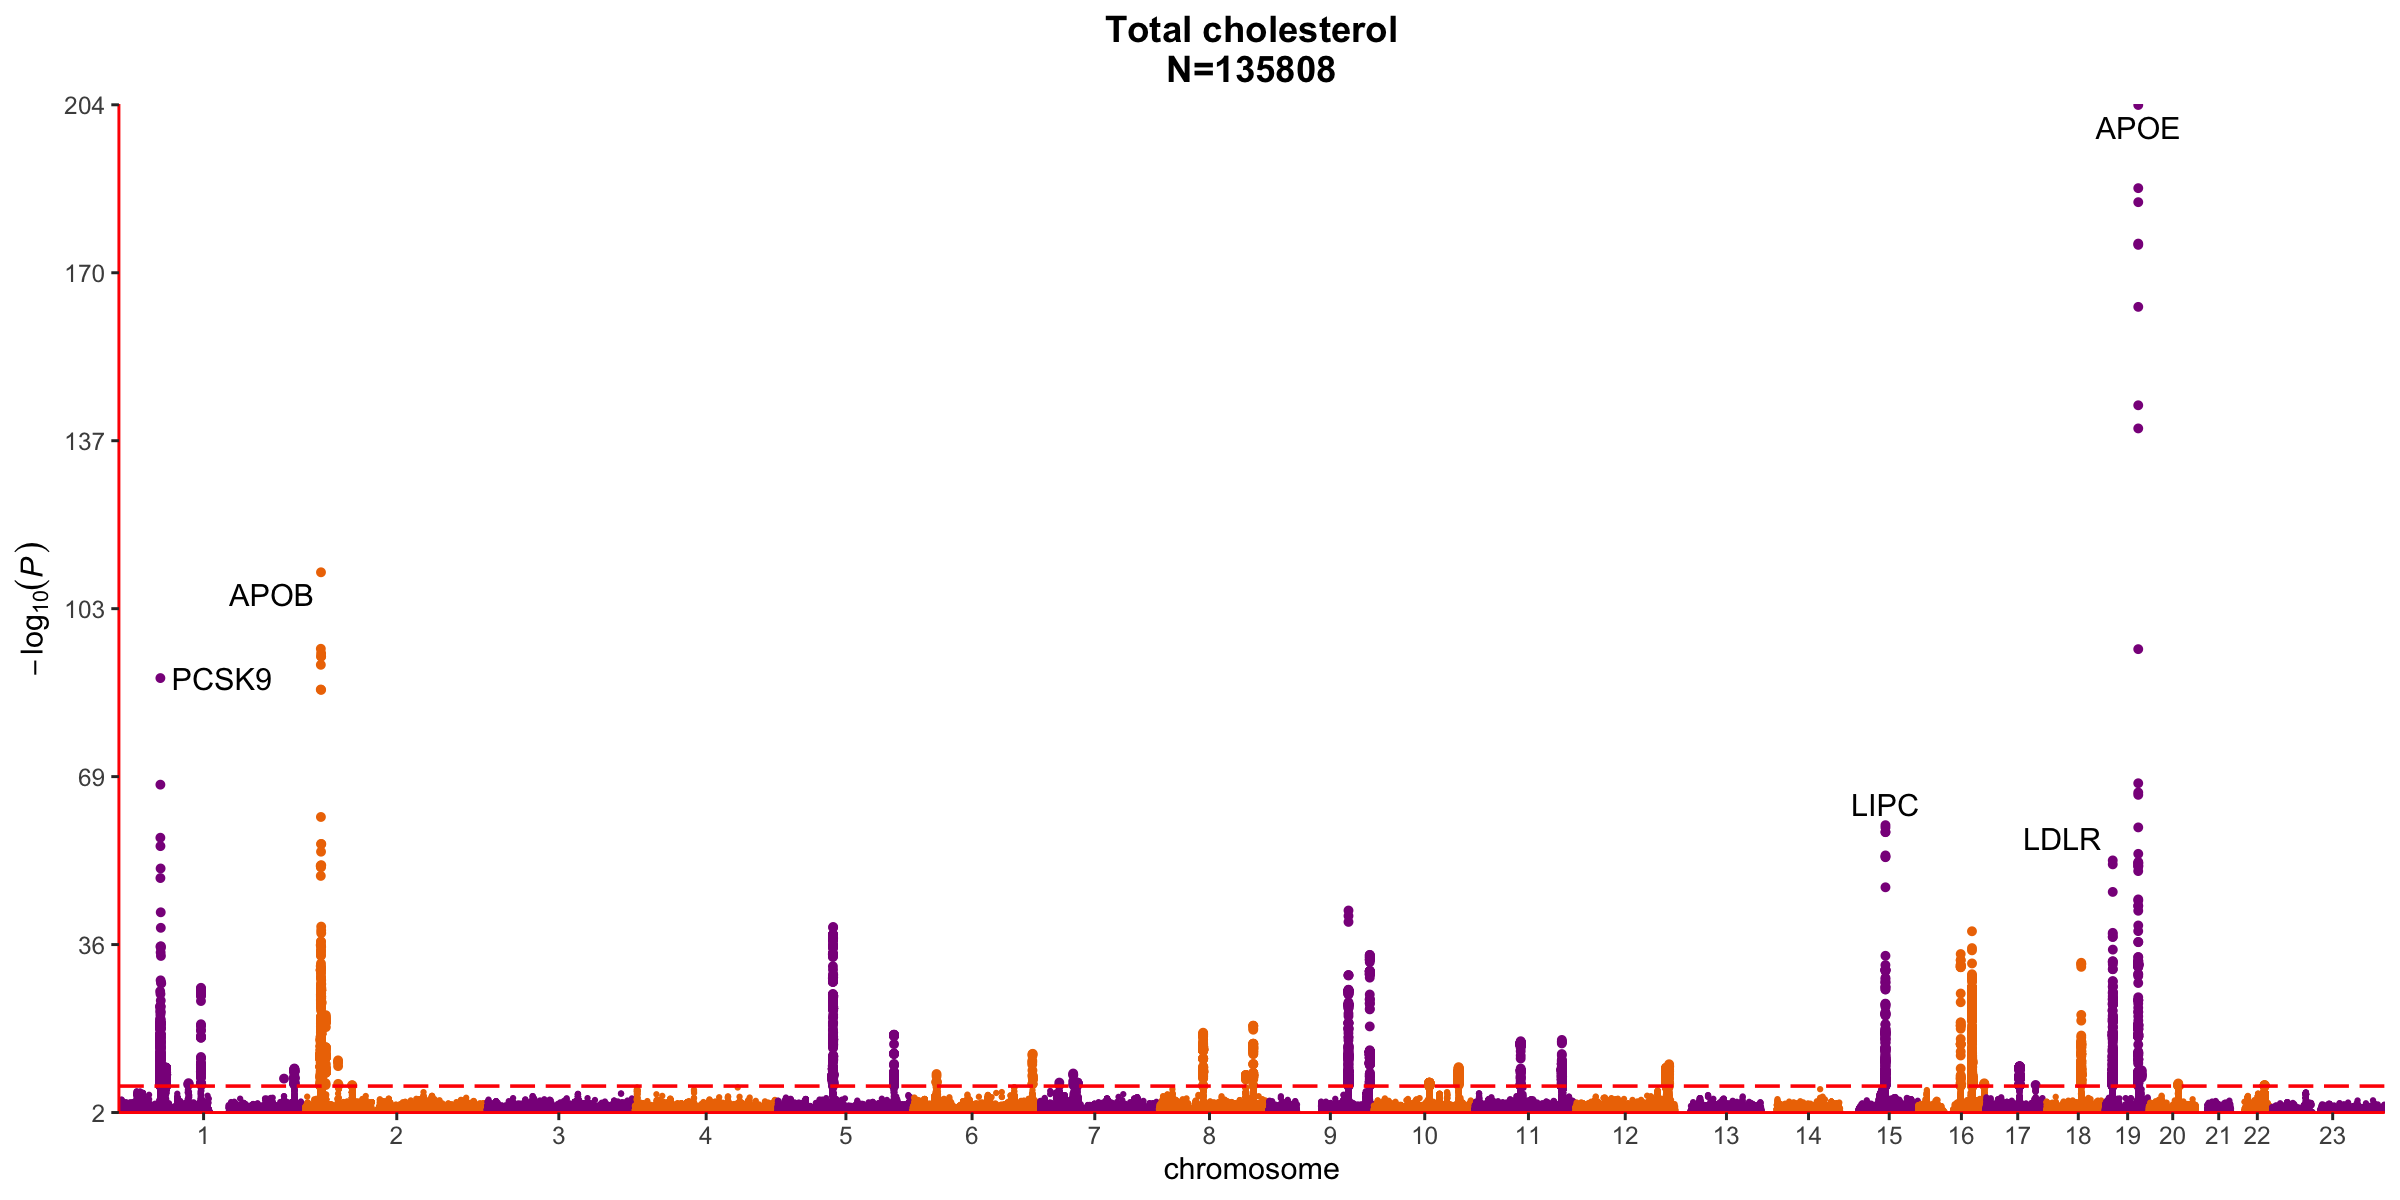 Total cholesterol
N=135808
204
170
137
103
69
36
2
−log10(P)
APOE
APOB
PCSK9
LIPC
LDLR
1 2 3 4 5 6 7 8 9 10 11 12 13 14 15 16 17 18 19 20 21 22 23
chromosome